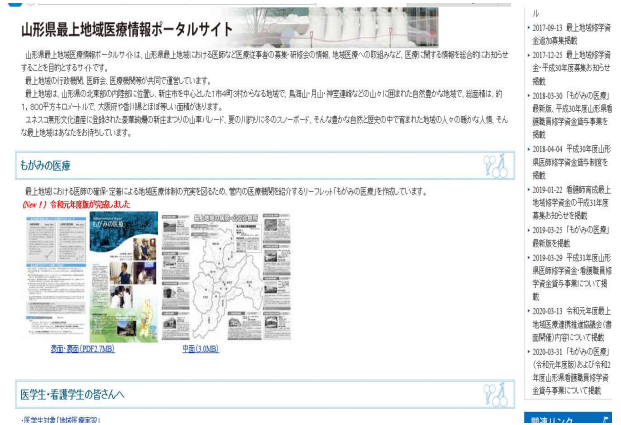 山形県最上地域医療情報ポータルサイト
山形県最上地域医療情報ポータルサイトは、山形県最上地域における医師など医療従事者の募集・研修会の情報、地域医療への取組みなど、医療に関する情報を総合的にお知らせ
することを目的とするサイトです。
最上地域の行政機関、医師会、医療機関等が共同で運営しています。
最上地域は、山形県の北東部の内陸部に位置し、新庄市を中心とした1市4町3村からなる地域で、鳥海山・月山・神室連峰などの山々に囲まれた自然豊かな地域で、総面積は、約
1,800平方キロメートルで、大阪府や香川県とほぼ等しい面積があります。
ユネスコ無形文化遺産に登録された豪華絢爛の新庄まつりの山車パレード、夏の川釣りに冬のスノーボード、そんな豊かな自然と歴史の中で育まれた地域の人々の暖かな人情、そん
な最上地域はあなたをお待ちしています。
もがみの医療
最上地域における医師の確保・定着による地域医療体制の充実を図るため、管内の医療機関を紹介するリーフレット「もがみの医療」を作成しています。
(New!) 令和元年度版が完成しました
もがみの医療
表面・裏面(PDF2.7MB)
中面(3.0MB)
医学生・看護学生の皆さんへ
・医学生対象「地域医療実習」
ル
2017-09-13 最上地域修学資
金追加募集掲載
2017-12-25 最上地域修学資
金・平成30年度募集お知らせ
掲載
2018-03-30 「もがみの医療」
最新版、平成30年度山形県看
護職員修学資金貸与事業を
掲載
2018-04-04 平成30年度山形
県医師修学資金貸与制度を
掲載
2019-01-22 看護師育成最上
地域修学資金の平成31年度
募集お知らせを掲載
2019-03-25 「もがみの医療」
最新版を掲載
2019-03-29 平成31年度山形
県医師修学資金・看護職員修
学資金貸与事業について掲
載
2020-03-13 令和元年度最上
地域医療連携推進協議会(書
面開催)内容について掲載
2020-03-31 「もがみの医療」
(令和元年度版)および令和2
年度山形県看護職員修学資
金貸与事業について掲載
関連リンク